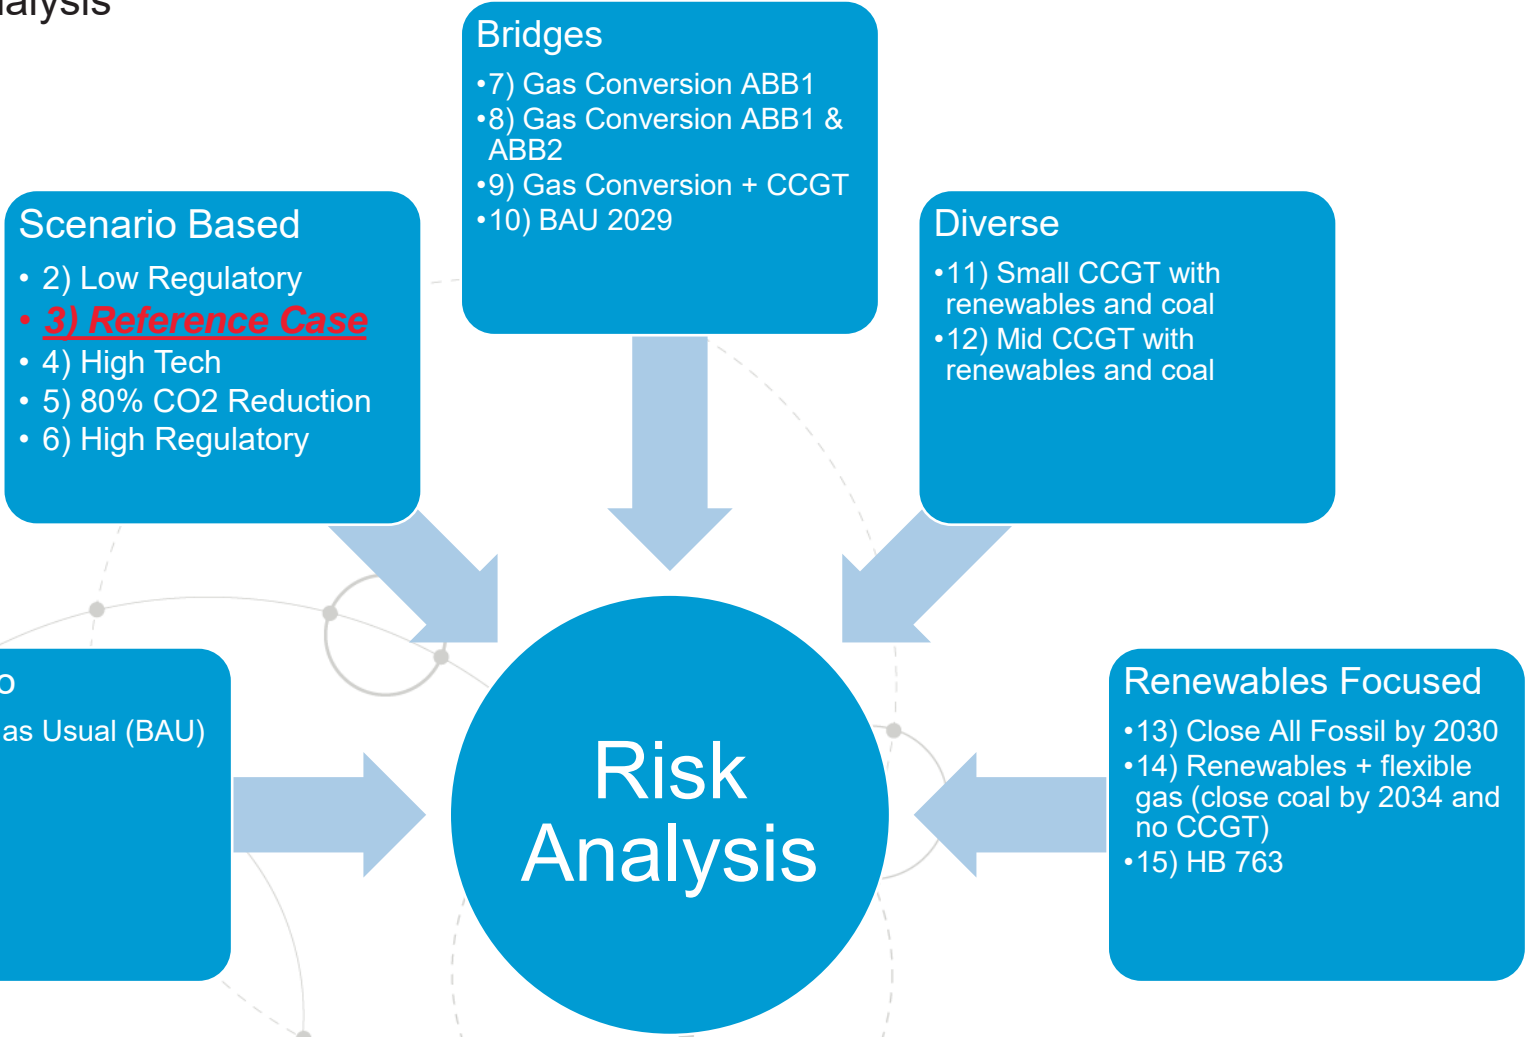 alysis
Bridges
•7) Gas Conversion ABB1
•8) Gas Conversion ABB1 &
ABB2
•9) Gas Conversion + CCGT
•10) BAU 2029
Scenario Based
• 2) Low Regulatory
• 3) Reference Case
• 4) High Tech
• 5) 80% CO2 Reduction
• 6) High Regulatory
Diverse
•11) Small CCGT with
renewables and coal
•12) Mid CCGT with
renewables and coal
o
as Usual (BAU)
Risk
Analysis
Renewables Focused
•13) Close All Fossil by 2030
•14) Renewables + flexible
gas (close coal by 2034 and
no CCGT)
•15) HB 763